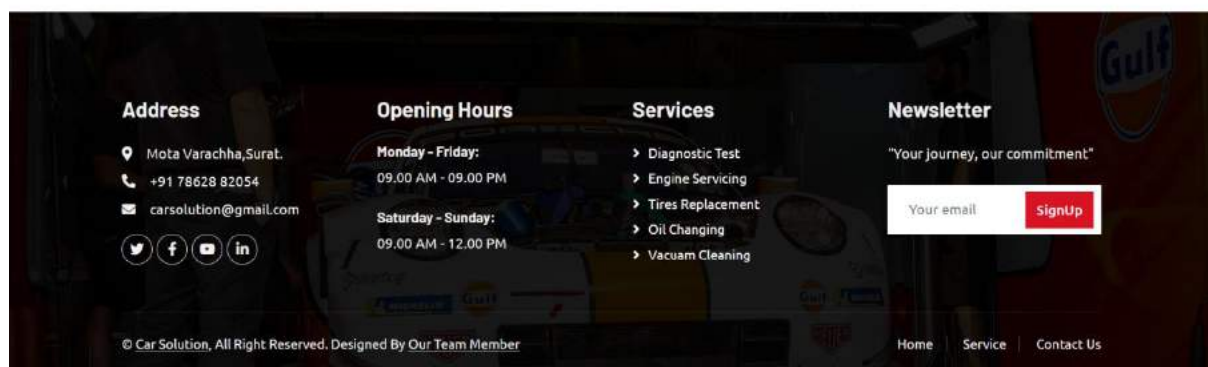 Gulf
Address
Mota Varachha,Surat.
+91 78628 82054
carsolution@gmail.com
Opening Hours
Monday - Friday:
09.00 AM - 09.00 PM
Saturday - Sunday:
09.00 AM - 12.00 PM
Services
Diagnostic Test
Engine Servicing
Tires Replacement
Oil Changing
Vacuam Cleaning
Newsletter
"Your journey, our commitment"
Your email
SignUp
Gulf
Gulf
© Car Solution, All Right Reserved. Designed By Our Team Member
Home
Service
Contact Us